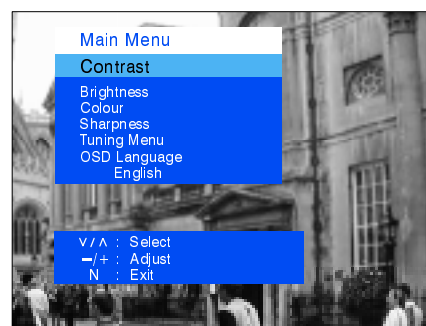 Main Menu
Contrast
Brightness
Colour
Sharpness
Tuning Menu
OSD Language
English
∨/∧ : Select
−/+ : Adjust
N : Exit